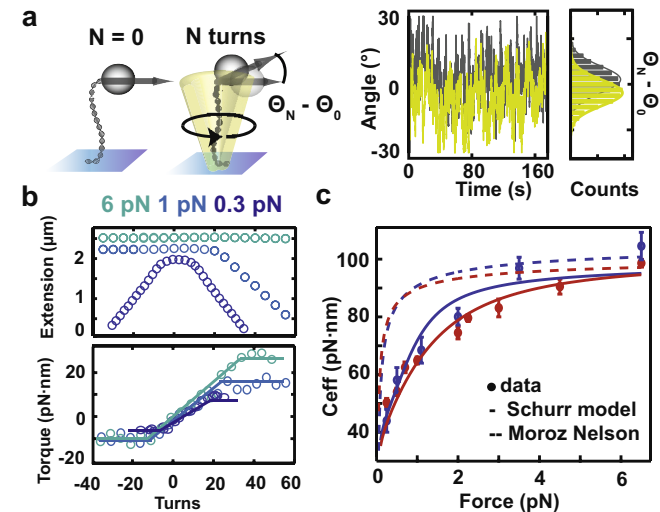 a
N = 0
N turns
Θ_N - Θ_0
Angle (°)
30
0
-30
0
80
160
Time (s)
Counts
Θ_N - Θ_0
b
6 pN 1 pN 0.3 pN
Extension (μm)
2
1
0
Torque (pN·nm)
20
0
-20
-40
-20
0
20
40
60
Turns
c
Ceff (pN·nm)
100
80
60
40
data
- Schurr model
-- Moroz Nelson
0
2
4
6
Force (pN)